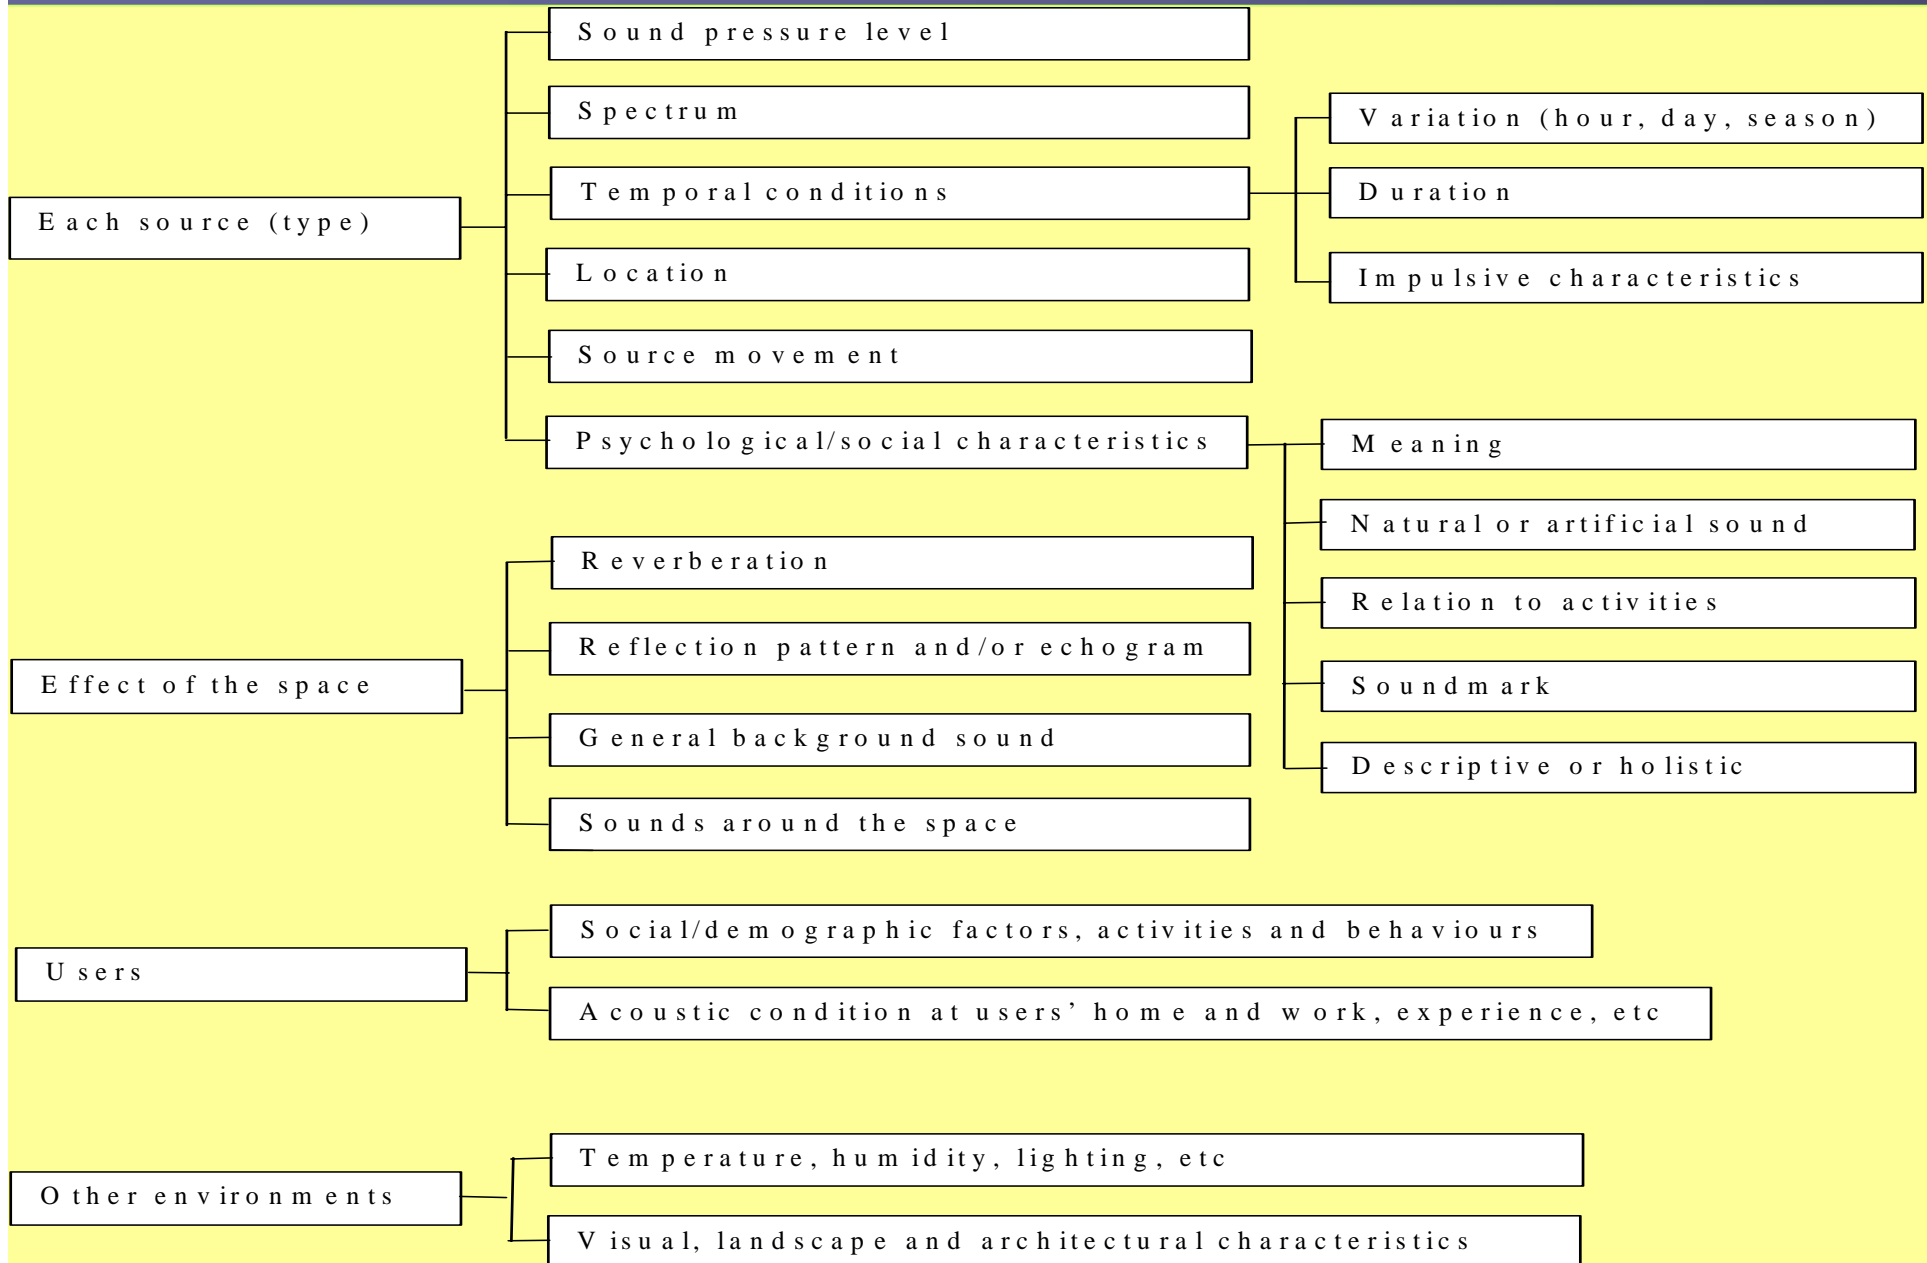 Each source (type)
Sound pressure level
Spectrum
Temporal conditions
Variation (hour, day, season)
Duration
Impulsive characteristics
Location
Source movement
Psychological/social characteristics
Meaning
Natural or artificial sound
Relation to activities
Soundmark
Descriptive or holistic
Effect of the space
Reverberation
Reflection pattern and/or echogram
General background sound
Sounds around the space
Users
Social/demographic factors, activities and behaviours
Acoustic condition at users’ home and work, experience, etc
Other environments
Temperature, humidity, lighting, etc
Visual, landscape and architectural characteristics